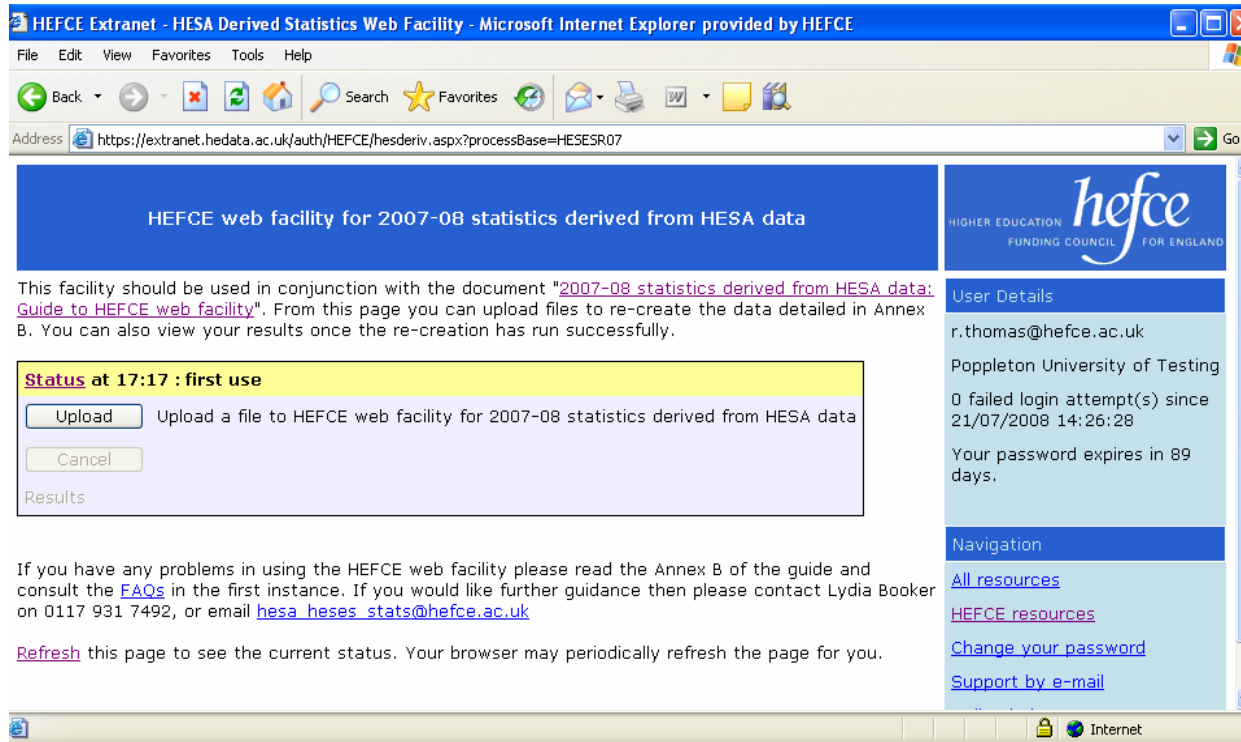 HEFCE Extranet - HESA Derived Statistics Web Facility - Microsoft Internet Explorer provided by HEFCE
File Edit View Favorites Tools Help
Back Search Favorites
Address https://extranet.hedata.ac.uk/auth/HEFCE/hesderiv.aspx?processBase=HESESR07 Go
HEFCE web facility for 2007-08 statistics derived from HESA data
This facility should be used in conjunction with the document "2007-08 statistics derived from HESA data:
Guide to HEFCE web facility". From this page you can upload files to re-create the data detailed in Annex
B. You can also view your results once the re-creation has run successfully.
Status at 17:17 : first use
Upload Upload a file to HEFCE web facility for 2007-08 statistics derived from HESA data
Cancel
Results
If you have any problems in using the HEFCE web facility please read the Annex B of the guide and
consult the FAQs in the first instance. If you would like further guidance then please contact Lydia Booker
on 0117 931 7492, or email hesa_heses_stats@hefce.ac.uk
Refresh this page to see the current status. Your browser may periodically refresh the page for you.
hefce
HIGHER EDUCATION
FUNDING COUNCIL FOR ENGLAND
User Details
r.thomas@hefce.ac.uk
Poppleton University of Testing
0 failed login attempt(s) since
21/07/2008 14:26:28
Your password expires in 89
days.
Navigation
All resources
HEFCE resources
Change your password
Support by e-mail
Internet